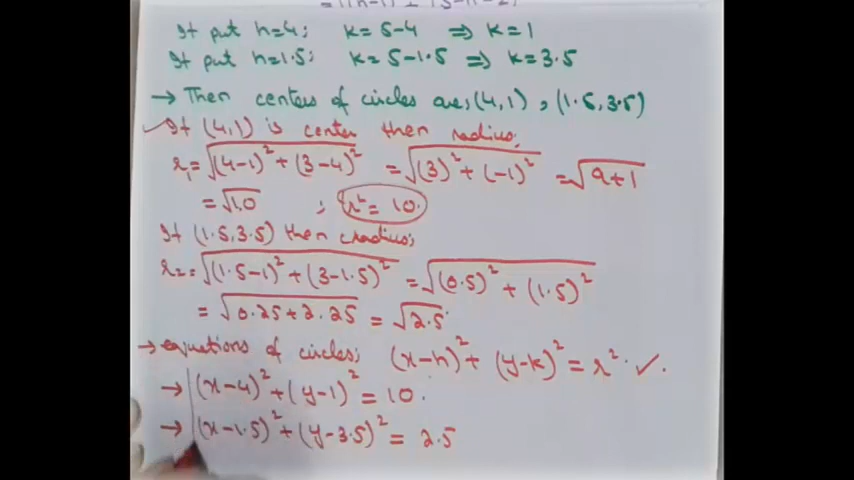 It put h=4; k=5-4 ⇒ k=1
It put h=1.5; k=5-1.5 ⇒ k=3.5
→ Then centers of circles are, (4,1), (1.5,3.5)
✓ It (4,1) is center then radius;
r₁=√(4-1)²+(3-4)² =√(3)²+(-1)² =√9+1
=√10 ; r²=10.
It (1.5,3.5) then radius;
r₂=√(1.5-1)²+(3-1.5)² =√(0.5)²+(1.5)²
=√0.25+2.25 =√2.5.
→ equations of circles; (x-h)²+(y-k)²=r². ✓.
→ (x-4)²+(y-1)²=10.
→ (x-1.5)²+(y-3.5)²=2.5